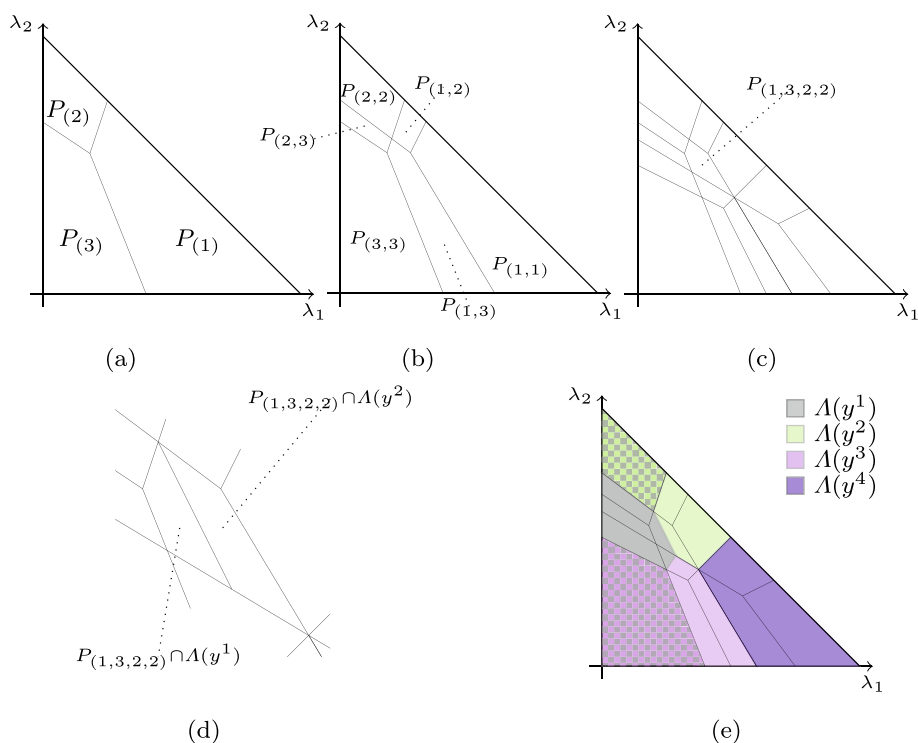 λ₂
P₍₂₎
P₍₃₎
P₍₁₎
λ₁
(a)
λ₂
P₍₂,₂₎
P₍₁,₂₎
P₍₂,₃₎
P₍₃,₃₎
P₍₁,₁₎
P₍₁,₃₎
λ₁
(b)
λ₂
P₍₁,₃,₂,₂₎
λ₁
(c)
P₍₁,₃,₂,₂₎∩Λ(y²)
P₍₁,₃,₂,₂₎∩Λ(y¹)
(d)
λ₂
Λ(y¹)
Λ(y²)
Λ(y³)
Λ(y⁴)
λ₁
(e)